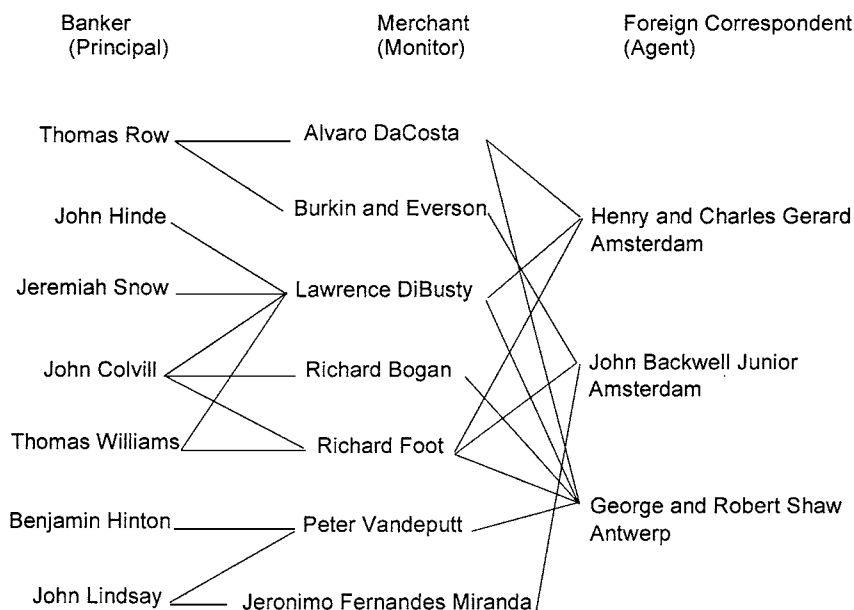 Banker
(Principal)
Merchant
(Monitor)
Foreign Correspondent
(Agent)
Thomas Row
Alvaro DaCosta
Burkin and Everson
John Hinde
Henry and Charles Gerard
Amsterdam
Jeremiah Snow
Lawrence DiBusty
John Colvill
Richard Bogan
John Backwell Junior
Amsterdam
Thomas Williams
Richard Foot
George and Robert Shaw
Antwerp
Benjamin Hinton
Peter Vandeputt
John Lindsay
Jeronimo Fernandes Miranda